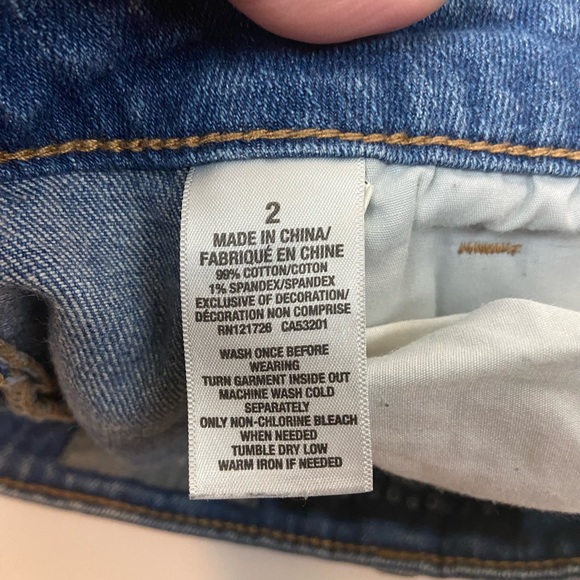 2
MADE IN CHINA/
FABRIQUÉ EN CHINE
99% COTTON/COTON
1% SPANDEX/SPANDEX
EXCLUSIVE OF DECORATION/
DÉCORATION NON COMPRISE
RN121726 CA53201
WASH ONCE BEFORE
WEARING
TURN GARMENT INSIDE OUT
MACHINE WASH COLD
SEPARATELY
ONLY NON-CHLORINE BLEACH
WHEN NEEDED
TUMBLE DRY LOW
WARM IRON IF NEEDED